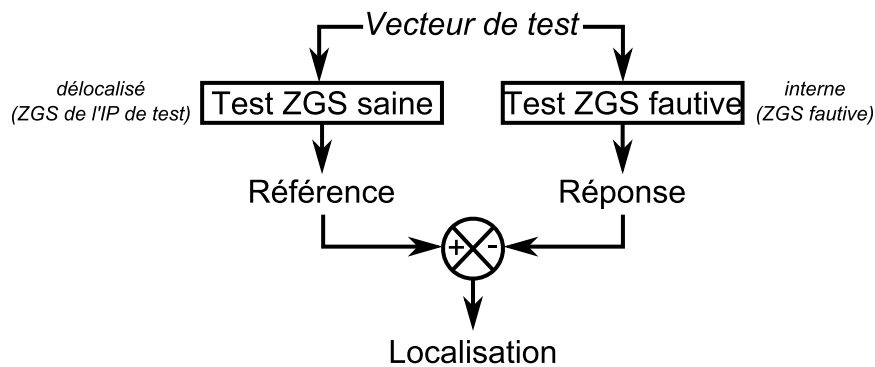 Vecteur de test
délocalisé
(ZGS de l'IP de test)
Test ZGS saine
Test ZGS fautive
interne
(ZGS fautive)
Référence
Réponse
+
-
Localisation